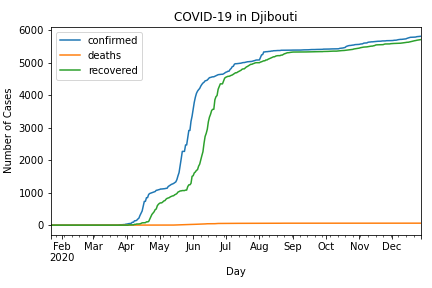 COVID-19 in Djibouti
confirmed
deaths
recovered
Number of Cases
6000
5000
4000
3000
2000
1000
0
Feb Mar Apr May Jun Jul Aug Sep Oct Nov Dec
2020
Day